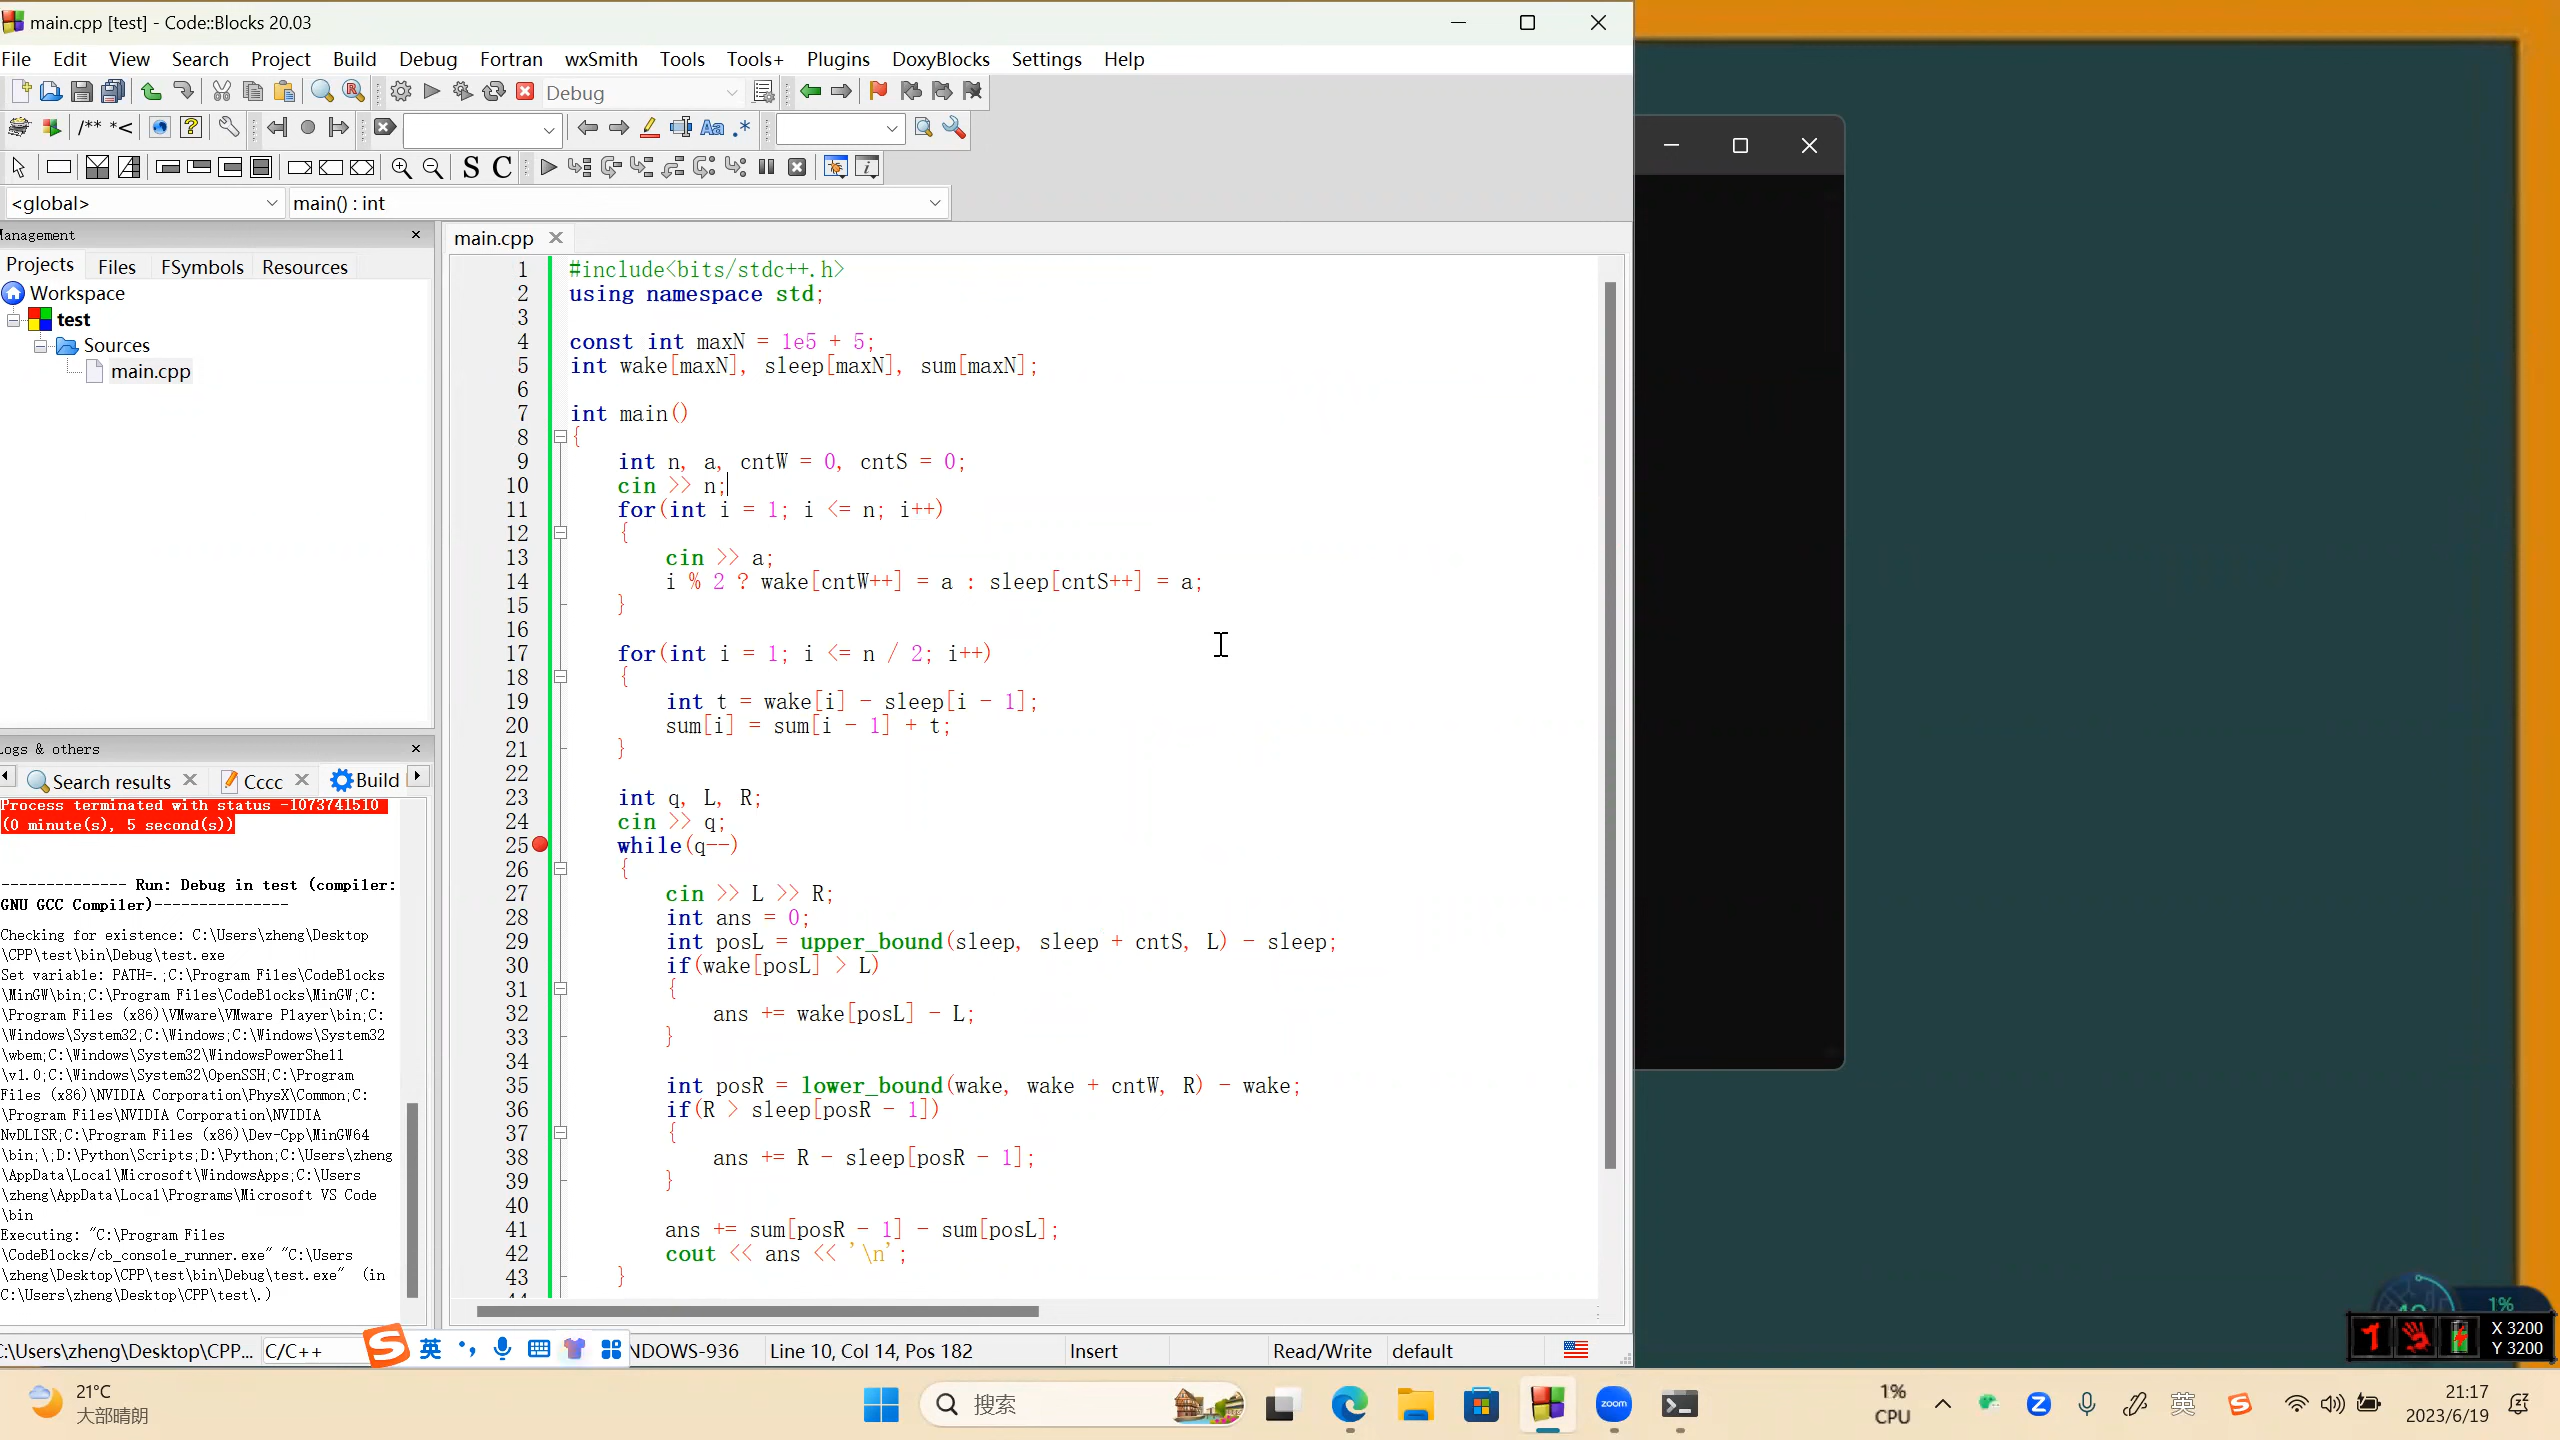 main.cpp [test] - Code::Blocks 20.03
File Edit View Search Project Build Debug Fortran wxSmith Tools Tools+ Plugins DoxyBlocks Settings Help
Debug
/** *<
Aa .*
S C
<global>
main() : int
Management
Projects Files FSymbols Resources
Workspace
test
Sources
main.cpp
main.cpp
1 #include<bits/stdc++.h>
2 using namespace std;
3
4 const int maxN = 1e5 + 5;
5 int wake[maxN], sleep[maxN], sum[maxN];
6
7 int main()
8 {
9 int n, a, cntW = 0, cntS = 0;
10 cin >> n;
11 for(int i = 1; i <= n; i++)
12 {
13 cin >> a;
14 i % 2 ? wake[cntW++] = a : sleep[cntS++] = a;
15 }
16
17 for(int i = 1; i <= n / 2; i++)
18 {
19 int t = wake[i] - sleep[i - 1];
20 sum[i] = sum[i - 1] + t;
21 }
22
23 int q, L, R;
24 cin >> q;
25 while(q--)
26 {
27 cin >> L >> R;
28 int ans = 0;
29 int posL = upper_bound(sleep, sleep + cntS, L) - sleep;
30 if(wake[posL] > L)
31 {
32 ans += wake[posL] - L;
33 }
34
35 int posR = lower_bound(wake, wake + cntW, R) - wake;
36 if(R > sleep[posR - 1])
37 {
38 ans += R - sleep[posR - 1];
39 }
40
41 ans += sum[posR - 1] - sum[posL];
42 cout << ans << '\n';
43 }
Logs & others
Search results Cccc Build
Process terminated with status -1073741510
(0 minute(s), 5 second(s))
-------------- Run: Debug in test (compiler:
GNU GCC Compiler)---------------
Checking for existence: C:\Users\zheng\Desktop
\CPP\test\bin\Debug\test.exe
Set variable: PATH=.;C:\Program Files\CodeBlocks
\MinGW\bin;C:\Program Files\CodeBlocks\MinGW;C:
\Program Files (x86)\VMware\VMware Player\bin;C:
\Windows\System32;C:\Windows;C:\Windows\System32
\wbem;C:\Windows\System32\WindowsPowerShell
\v1.0;C:\Windows\System32\OpenSSH;C:\Program
Files (x86)\NVIDIA Corporation\PhysX\Common;C:
\Program Files\NVIDIA Corporation\NVIDIA
NvDLISR;C:\Program Files (x86)\Dev-Cpp\MinGW64
\bin;\;D:\Python\Scripts;D:\Python;C:\Users\zheng
\AppData\Local\Microsoft\WindowsApps;C:\Users
\zheng\AppData\Local\Programs\Microsoft VS Code
\bin
Executing: "C:\Program Files
\CodeBlocks/cb_console_runner.exe" "C:\Users
\zheng\Desktop\CPP\test\bin\Debug\test.exe" (in
C:\Users\zheng\Desktop\CPP\test\.)
:\Users\zheng\Desktop\CPP... C/C++ 英 NDOWS-936 Line 10, Col 14, Pos 182 Insert Read/Write default
1%
X 3200
Y 3200
21°C
大部晴朗
搜索
zoom
1%
CPU
英
21:17
2023/6/19